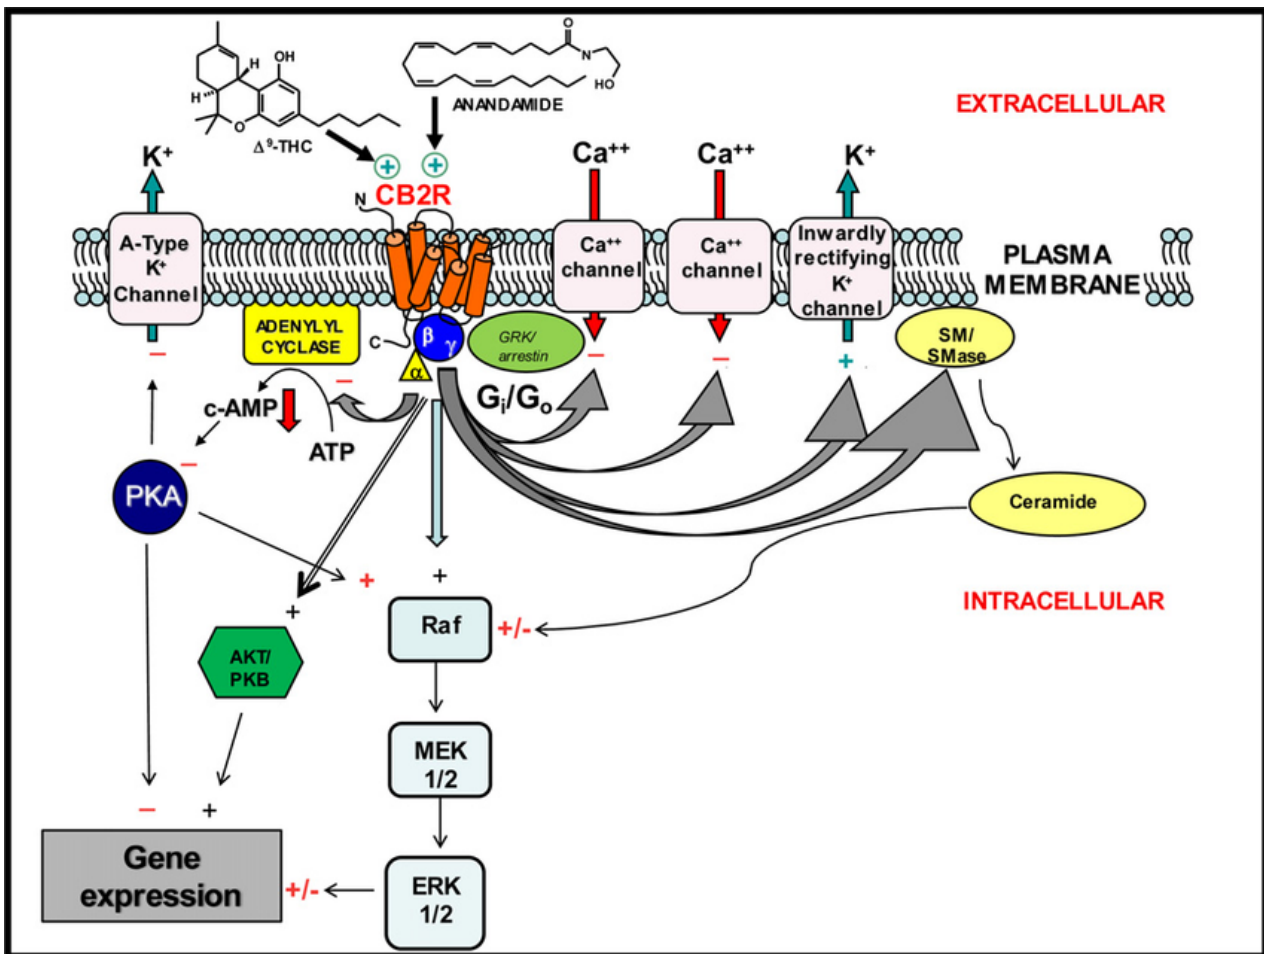 OH
H
H
O
Δ⁹-THC
O
N
HO
ANANDAMIDE
EXTRACELLULAR
K⁺
+
+
Ca⁺⁺
Ca⁺⁺
K⁺
N
CB2R
A-Type
K⁺
Channel
Ca⁺⁺
channel
Ca⁺⁺
channel
Inwardly
rectifying
K⁺
channel
PLASMA
MEMBRANE
ADENYLYL
CYCLASE
C
β
γ
α
GRK/
arrestin
SM/
SMase
–
–
–
–
+
Gi/Go
c-AMP
ATP
–
PKA
Ceramide
+
+
+
INTRACELLULAR
Raf
+/-
AKT/
PKB
MEK
1/2
–
+
Gene
expression
+/-
ERK
1/2